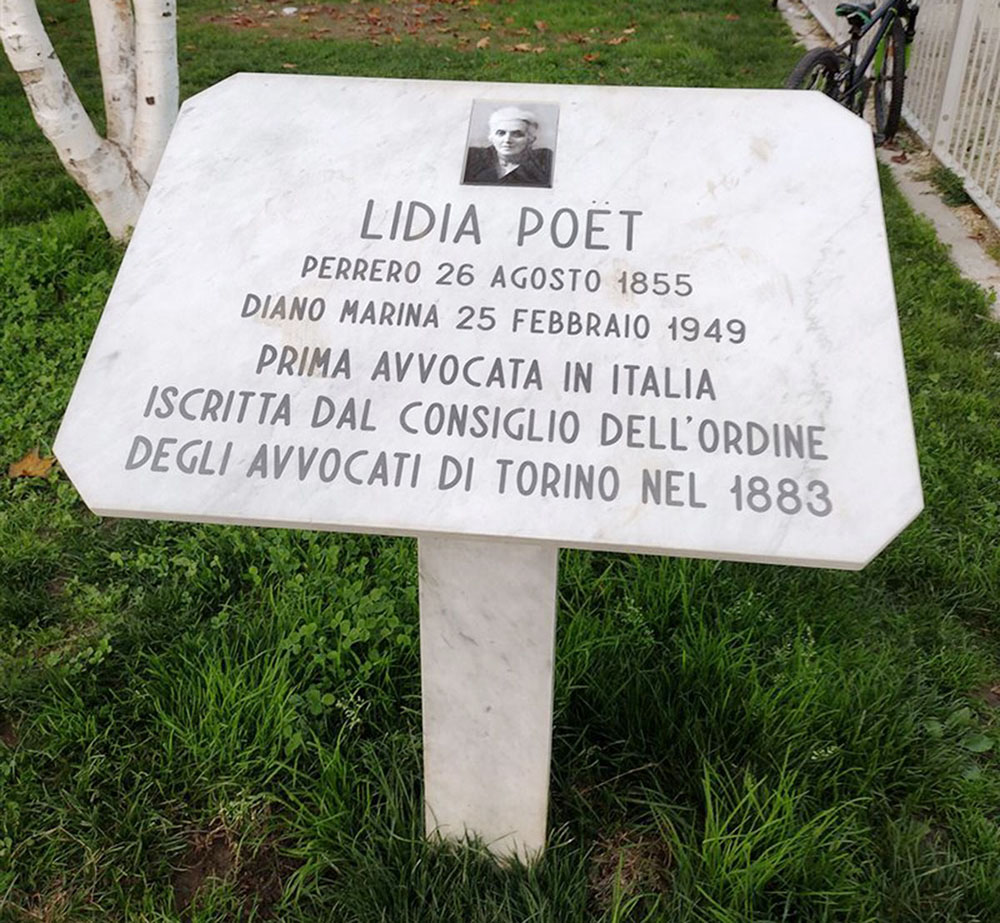 LIDIA POËT
PERRERO 26 AGOSTO 1855
DIANO MARINA 25 FEBBRAIO 1949
PRIMA AVVOCATA IN ITALIA
ISCRITTA DAL CONSIGLIO DELL'ORDINE
DEGLI AVVOCATI DI TORINO NEL 1883